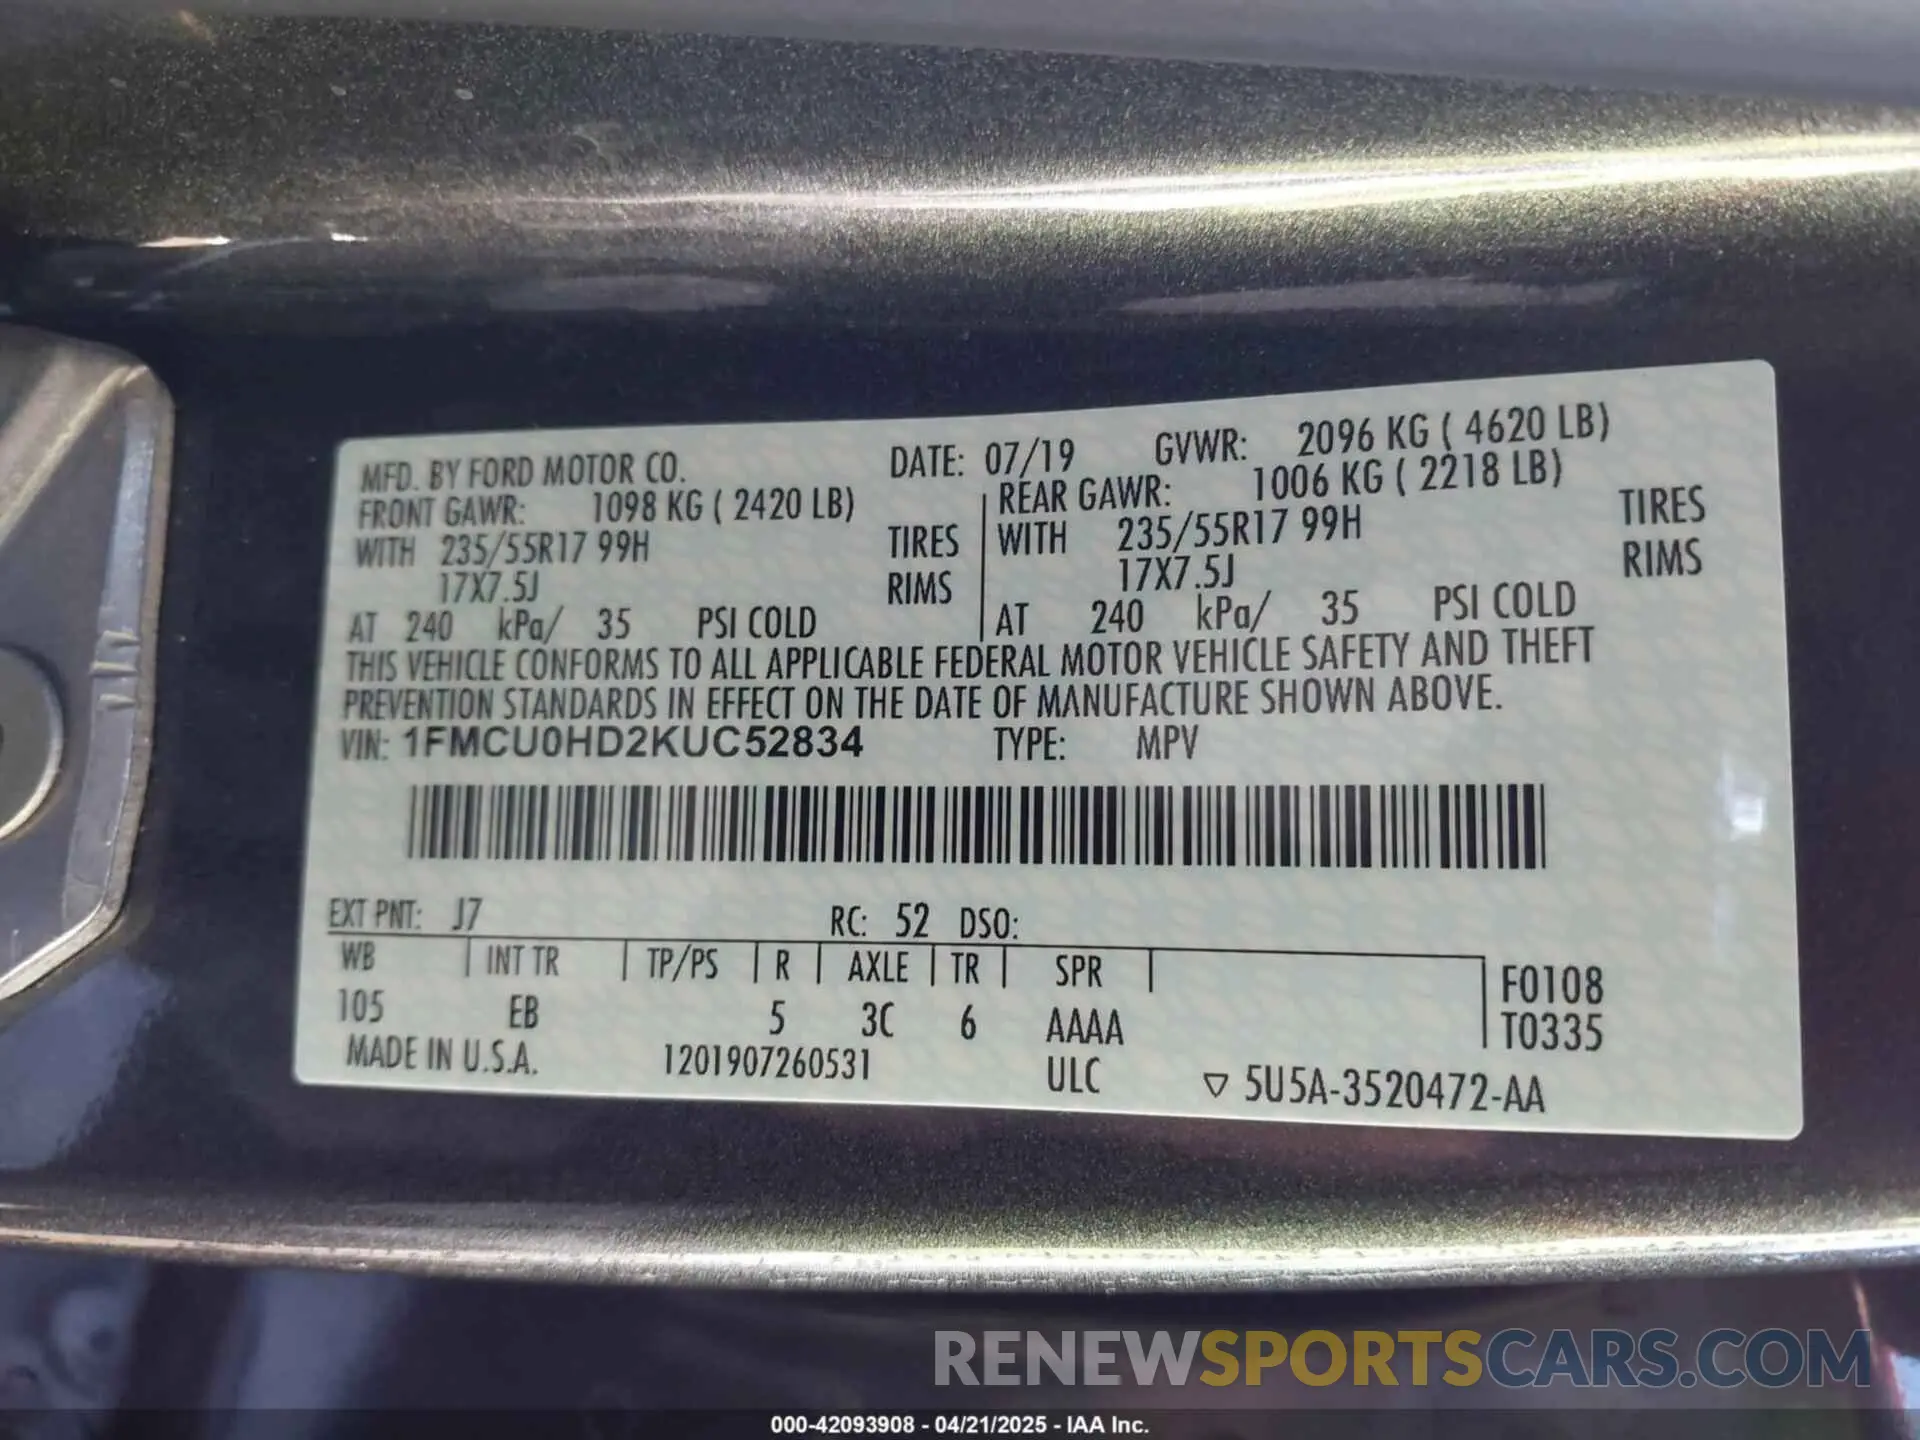 MFD. BY FORD MOTOR CO. DATE: 07/19 GVWR: 2096 KG ( 4620 LB)
FRONT GAWR: 1098 KG ( 2420 LB) REAR GAWR: 1006 KG ( 2218 LB)
WITH 235/55R17 99H TIRES WITH 235/55R17 99H TIRES
17X7.5J RIMS 17X7.5J RIMS
AT 240 kPa/ 35 PSI COLD AT 240 kPa/ 35 PSI COLD
THIS VEHICLE CONFORMS TO ALL APPLICABLE FEDERAL MOTOR VEHICLE SAFETY AND THEFT
PREVENTION STANDARDS IN EFFECT ON THE DATE OF MANUFACTURE SHOWN ABOVE.
VIN: 1FMCU0HD2KUC52834 TYPE: MPV
EXT PNT: J7 RC: 52 DSO:
WB INT TR TP/PS R AXLE TR SPR F0108
105 EB 5 3C 6 AAAA T0335
MADE IN U.S.A. 1201907260531 ULC ▽ 5U5A-3520472-AA
RENEWSPORTSCARS.COM
000-42093908 - 04/21/2025 - IAA Inc.